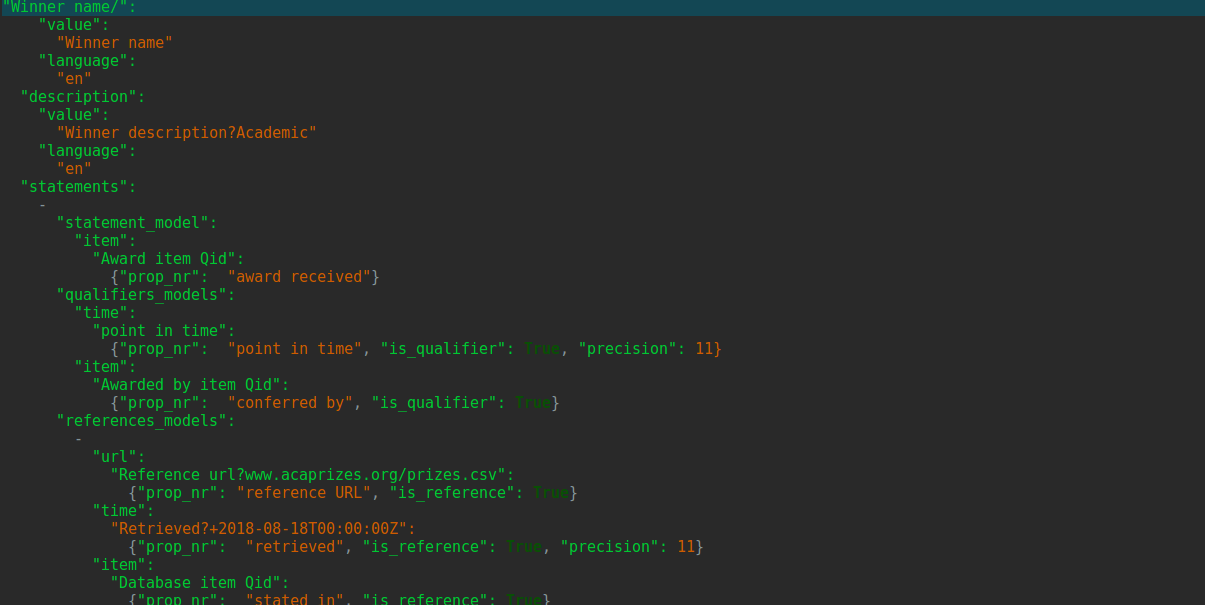 "Winner name/":
"value":
"Winner name"
"language":
"en"
"description":
"value":
"Winner description?Academic"
"language":
"en"
"statements":
-
"statement_model":
"item":
"Award item Qid":
{"prop_nr":  "award received"}
"qualifiers_models":
"time":
"point in time":
{"prop_nr":  "point in time", "is_qualifier": True, "precision": 11}
"item":
"Awarded by item Qid":
{"prop_nr":  "conferred by", "is_qualifier": True}
"references_models":
-
"url":
"Reference url?www.acaprizes.org/prizes.csv":
{"prop_nr": "reference URL", "is_reference": True}
"time":
"Retrieved?+2018-08-18T00:00:00Z":
{"prop_nr":  "retrieved", "is_reference": True, "precision": 11}
"item":
"Database item Qid":
{"prop_nr":  "stated in", "is_reference": True}